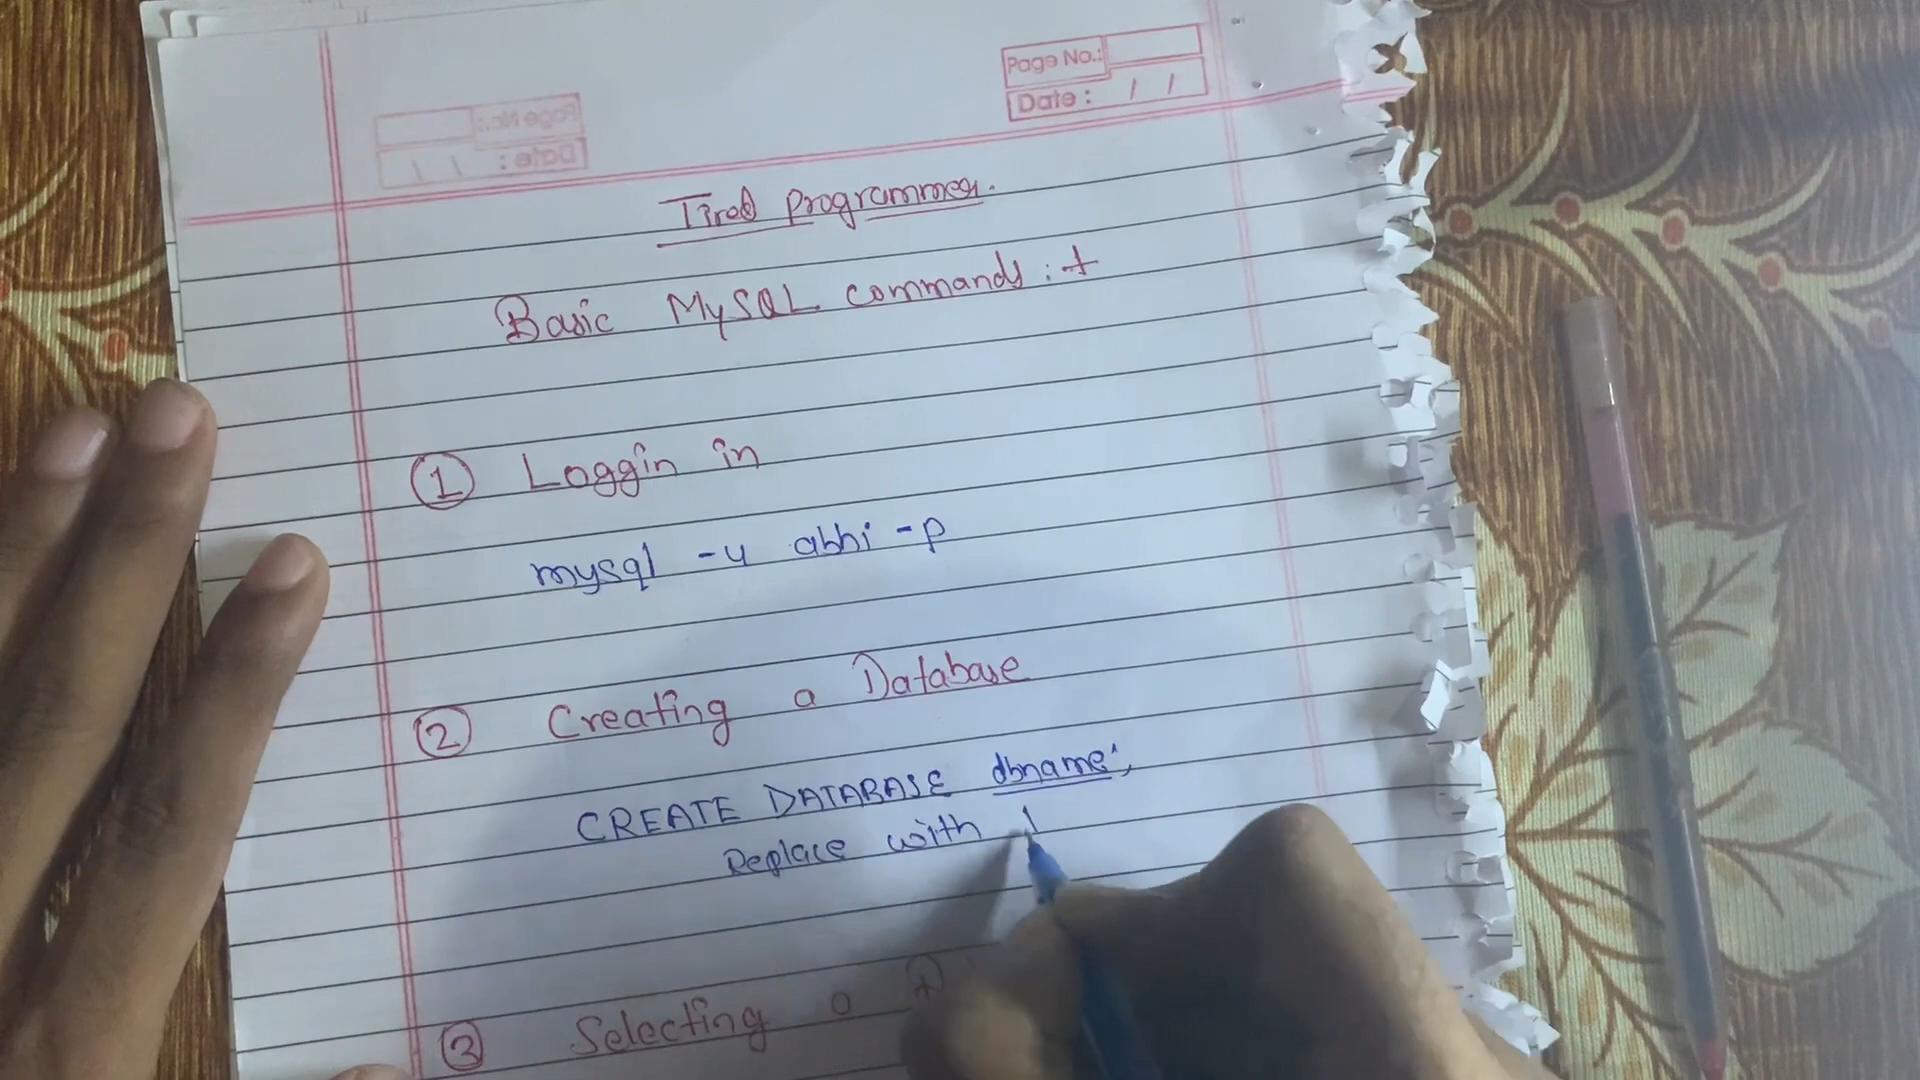 Page No.:
Date : / /
Tired Programmer.
Basic MySQL commands : +
1 Loggin in
mysql -u abhi -p
2 Creating a Database
CREATE DATABASE dbname;
Replace with
3 Selecting a